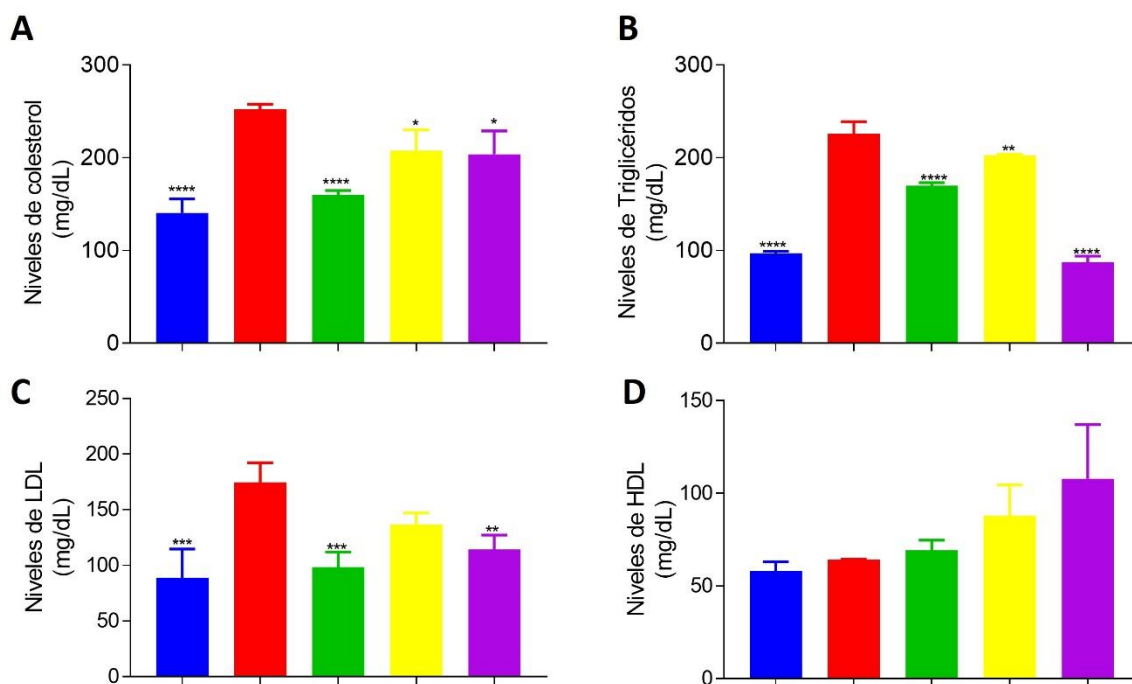 A
Niveles de colesterol
(mg/dL)
300
200
100
0
****
****
*
*
B
Niveles de Triglicéridos
(mg/dL)
300
200
100
0
****
****
**
****
C
Niveles de LDL
(mg/dL)
250
200
150
100
50
0
***
***
**
D
Niveles de HDL
(mg/dL)
150
100
50
0